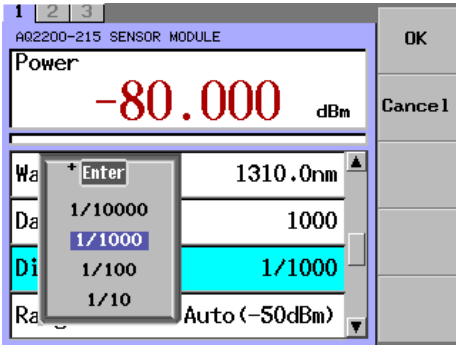 1 2 3
AQ2200-215 SENSOR MODULE
OK
Power
-80.000 dBm
Cancel
Wa 1310.0nm
Enter
1/10000
Da 1000
1/1000
Di 1/1000
1/100
1/10
Ra Auto(-50dBm)